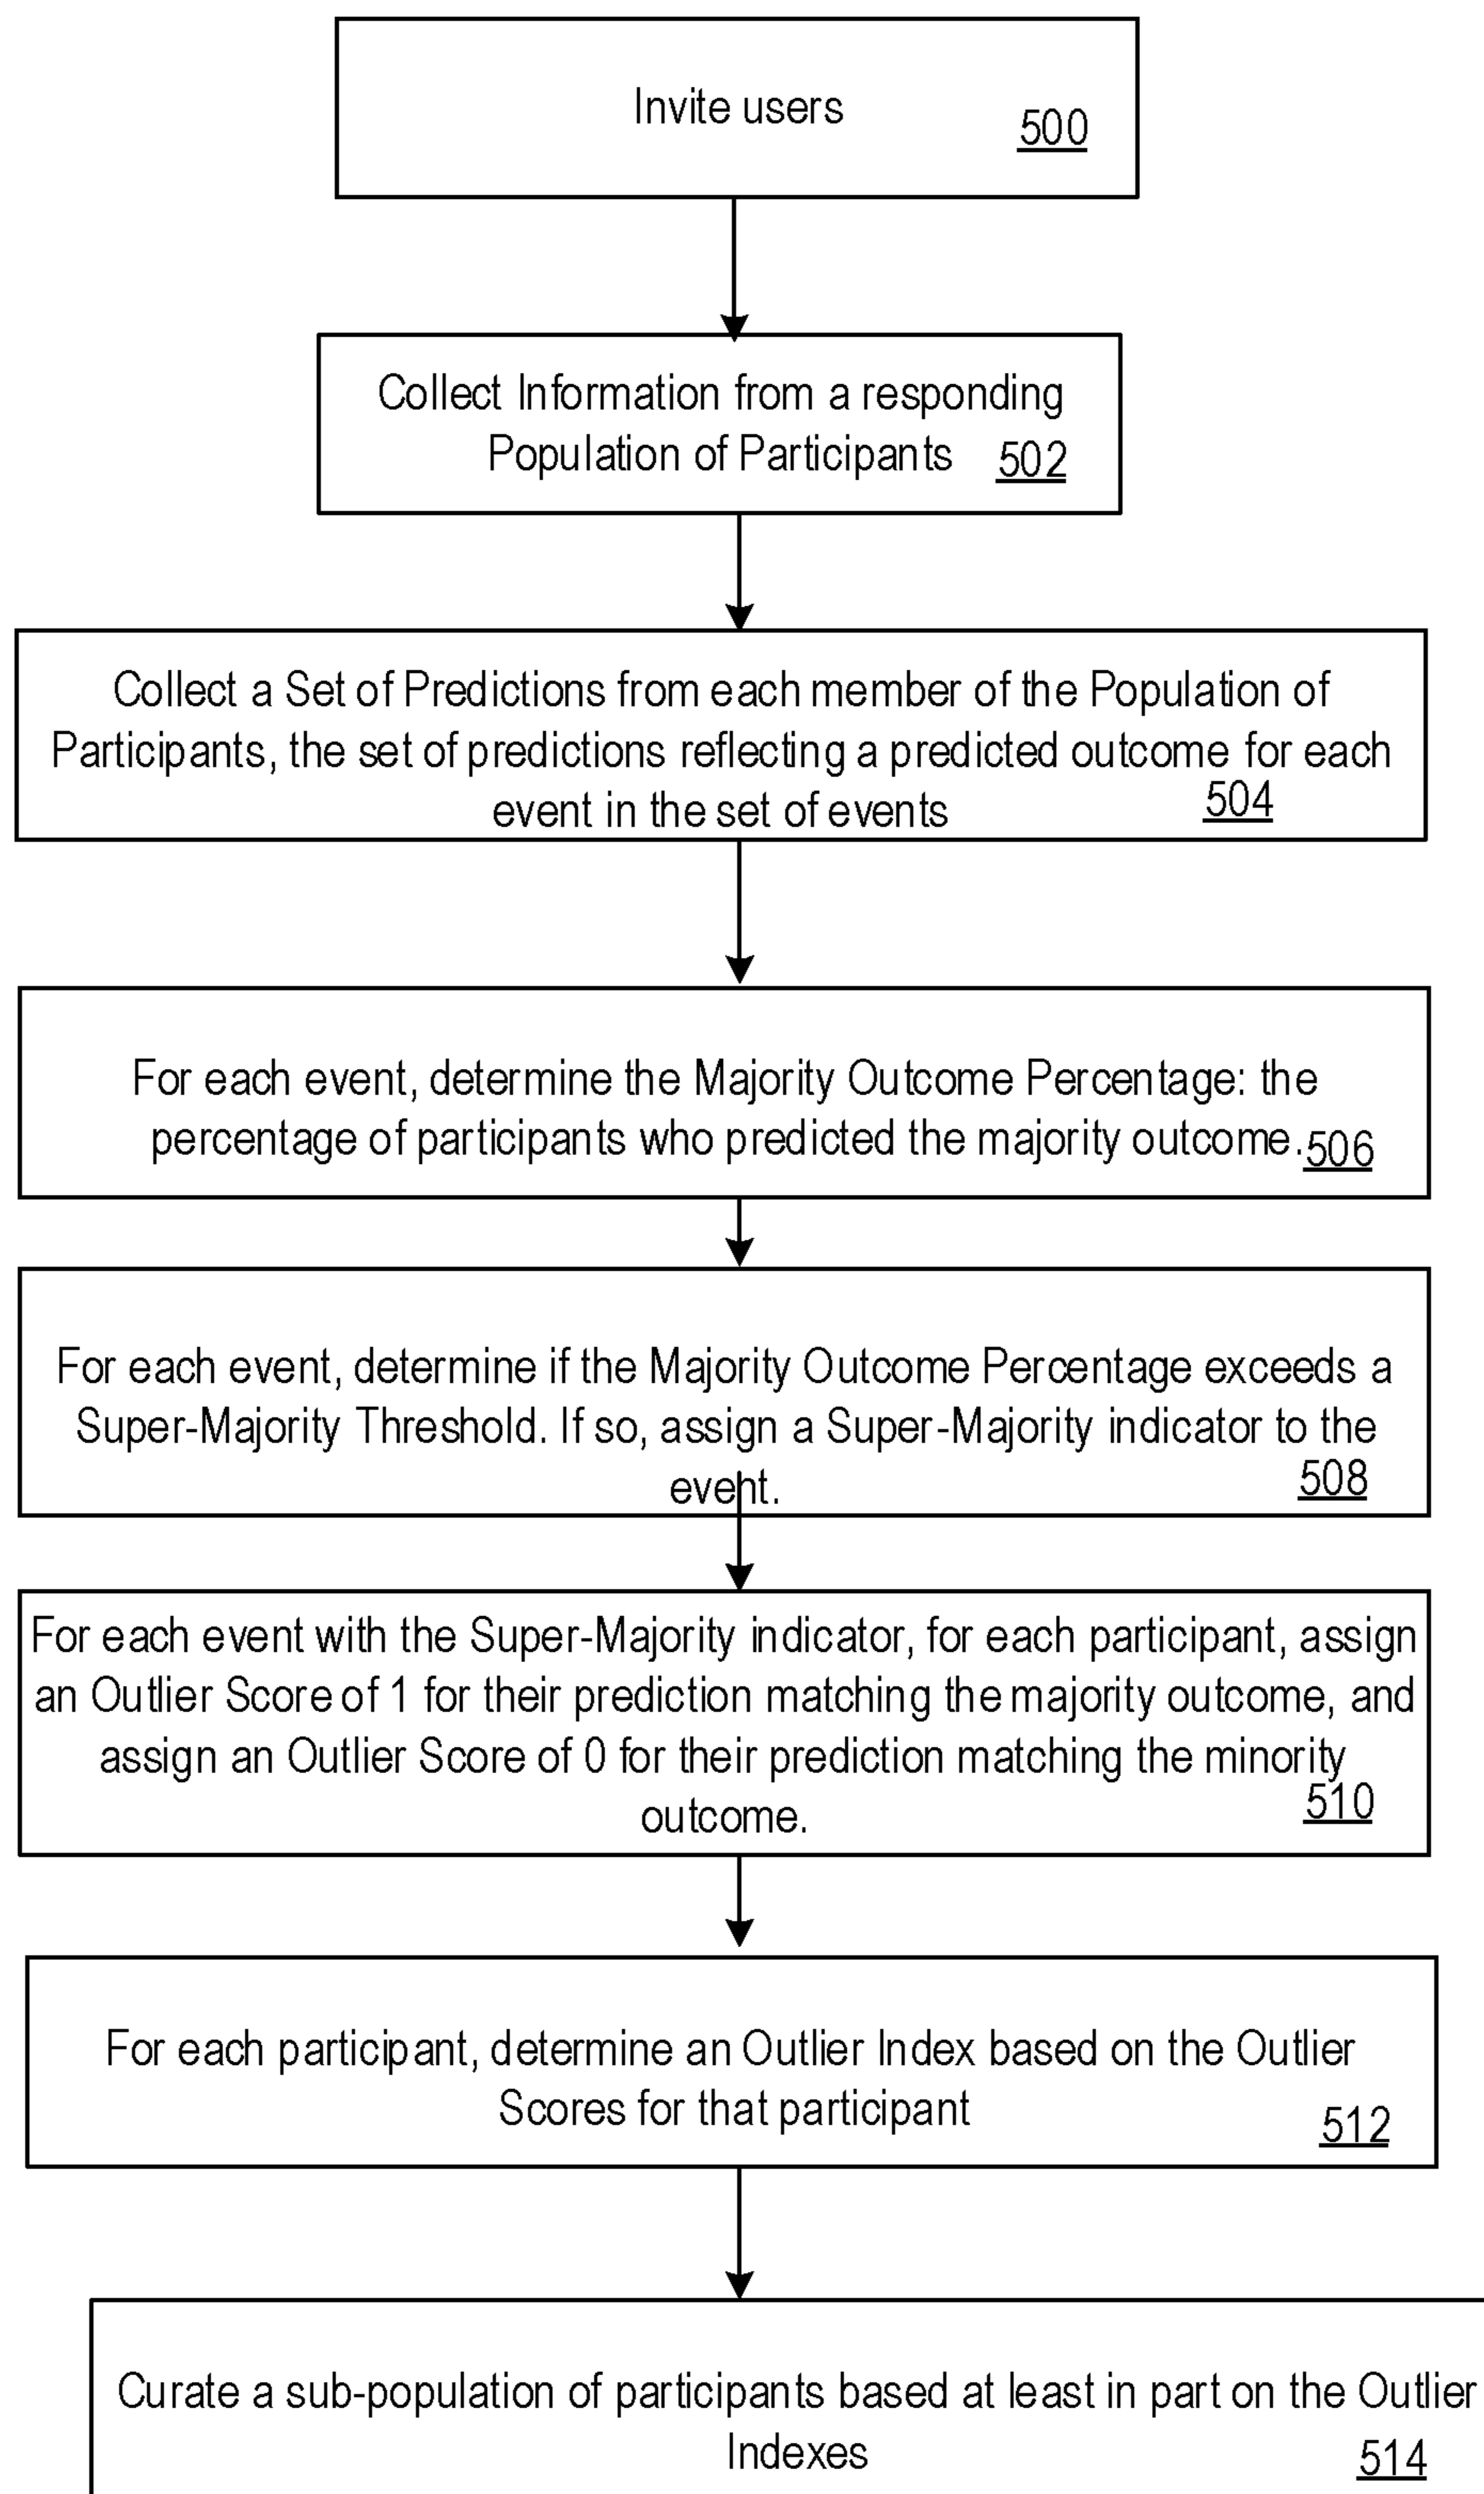 Invite users
500
Collect Information from a responding
Population of Participants 502
Collect a Set of Predictions from each member of the Population of
Participants, the set of predictions reflecting a predicted outcome for each
event in the set of events 504
For each event, determine the Majority Outcome Percentage: the
percentage of participants who predicted the majority outcome. 506
For each event, determine if the Majority Outcome Percentage exceeds a
Super-Majority Threshold. If so, assign a Super-Majority indicator to the
event. 508
For each event with the Super-Majority indicator, for each participant, assign
an Outlier Score of 1 for their prediction matching the majority outcome, and
assign an Outlier Score of 0 for their prediction matching the minority
outcome. 510
For each participant, determine an Outlier Index based on the Outlier
Scores for that participant 512
Curate a sub-population of participants based at least in part on the Outlier
Indexes 514